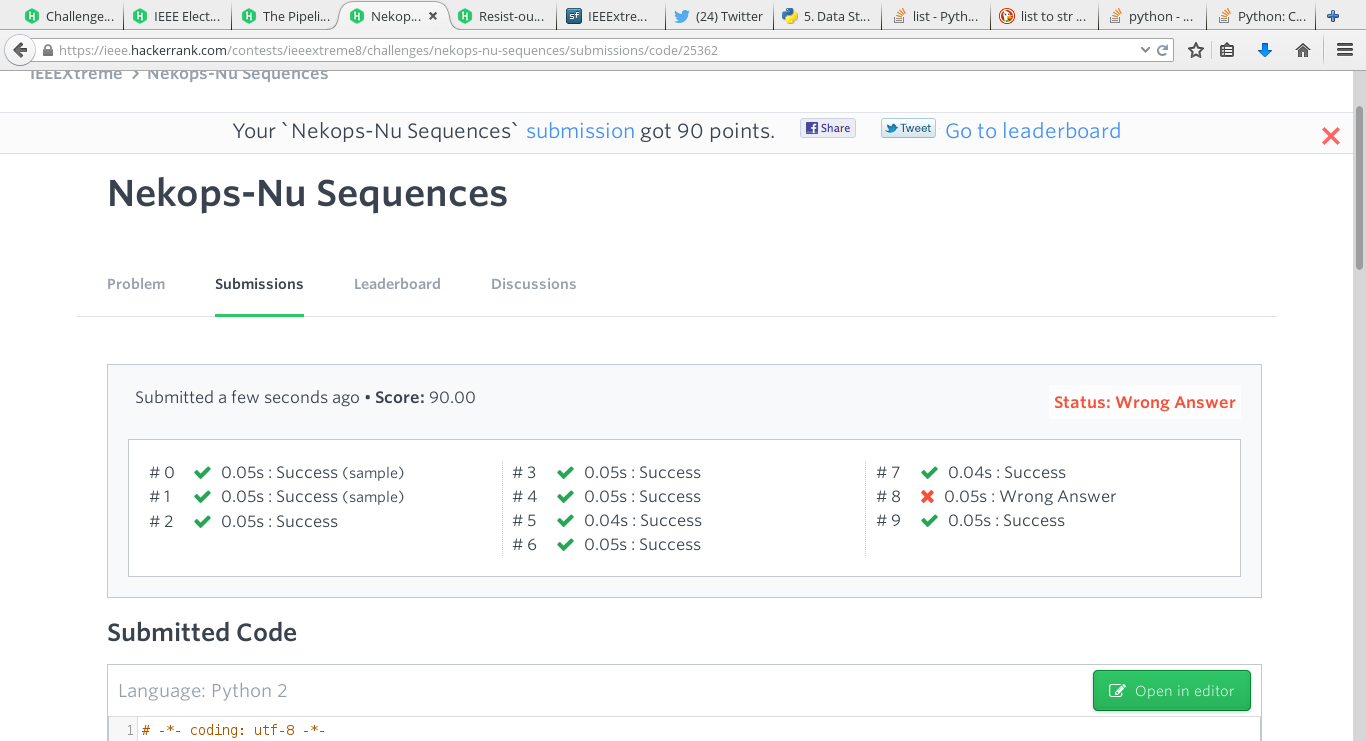 Challenge... IEEE Elect... The Pipeli... Nekop... Resist-ou... IEEExtre... (24) Twitter 5. Data St... list - Pyth... list to str ... python - ... Python: C...
https://ieee.hackerrank.com/contests/ieeextreme8/challenges/nekops-nu-sequences/submissions/code/25362
IEEEXtreme > Nekops-Nu Sequences
Your `Nekops-Nu Sequences` submission got 90 points. Share Tweet Go to leaderboard
Nekops-Nu Sequences
Problem Submissions Leaderboard Discussions
Submitted a few seconds ago • Score: 90.00
Status: Wrong Answer
# 0 0.05s : Success (sample)
# 1 0.05s : Success (sample)
# 2 0.05s : Success
# 3 0.05s : Success
# 4 0.05s : Success
# 5 0.04s : Success
# 6 0.05s : Success
# 7 0.04s : Success
# 8 0.05s : Wrong Answer
# 9 0.05s : Success
Submitted Code
Language: Python 2
Open in editor
1 # -*- coding: utf-8 -*-